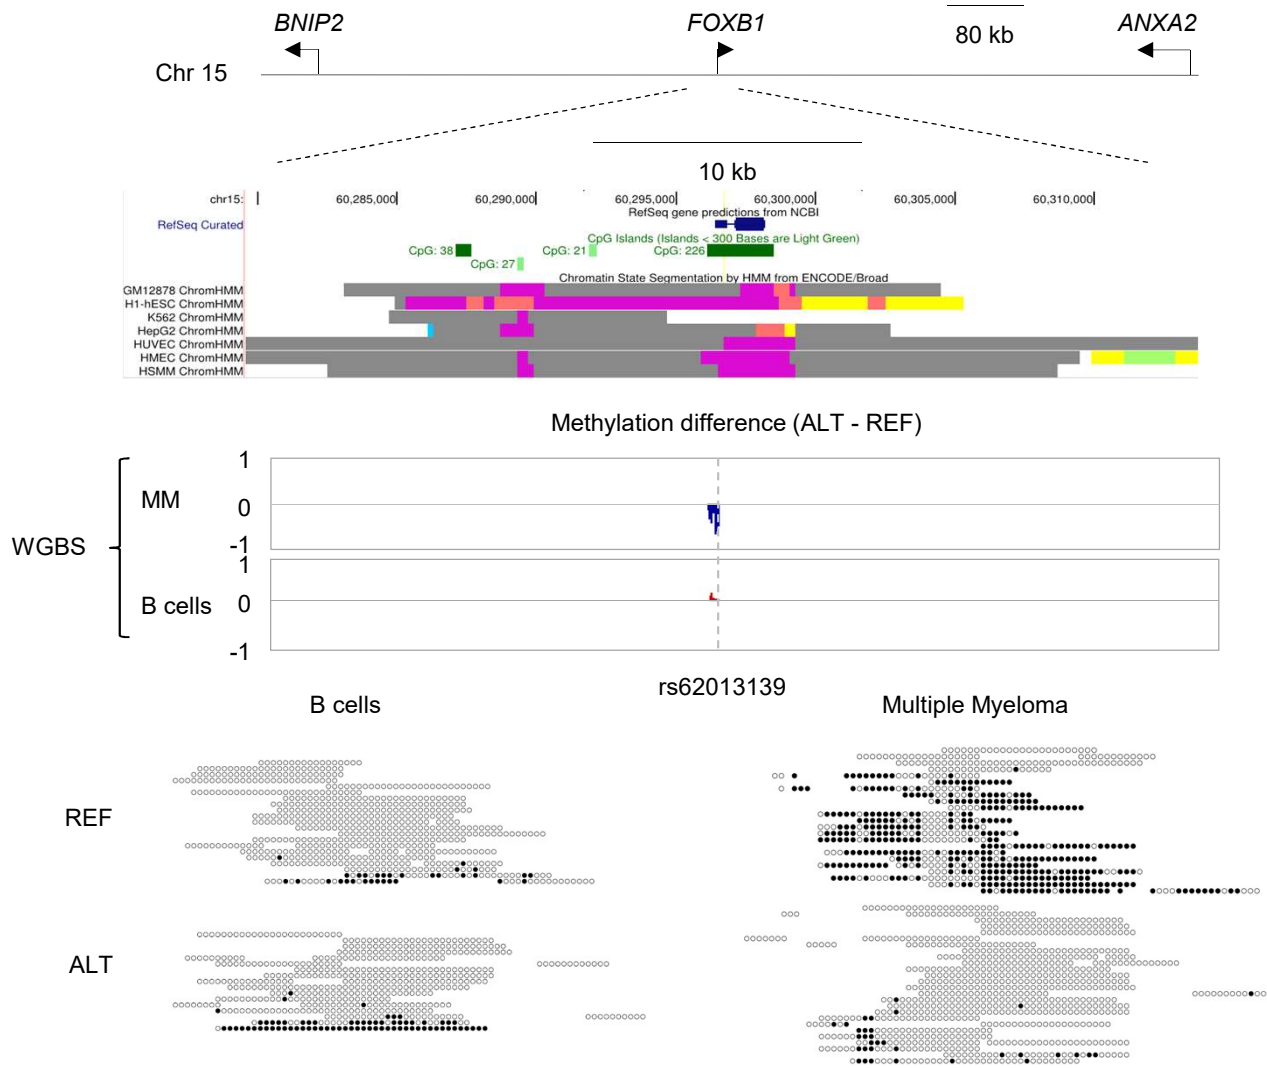 BNIP2 FOXB1 ANXA2
80 kb
Chr 15
10 kb
chr15: 60,285,000 60,290,000 60,295,000 60,300,000 60,305,000 60,310,000
RefSeq gene predictions from NCBI
RefSeq Curated
CpG Islands (Islands < 300 Bases are Light Green)
CpG: 38 CpG: 21 CpG: 226
CpG: 27
Chromatin State Segmentation by HMM from ENCODE/Broad
GM12878 ChromHMM
H1-hESC ChromHMM
K562 ChromHMM
HepG2 ChromHMM
HUVEC ChromHMM
HMEC ChromHMM
HSMM ChromHMM
Methylation difference (ALT - REF)
1
MM
0
WGBS
-1
1
B cells 0
-1
rs62013139
B cells Multiple Myeloma
REF
ALT